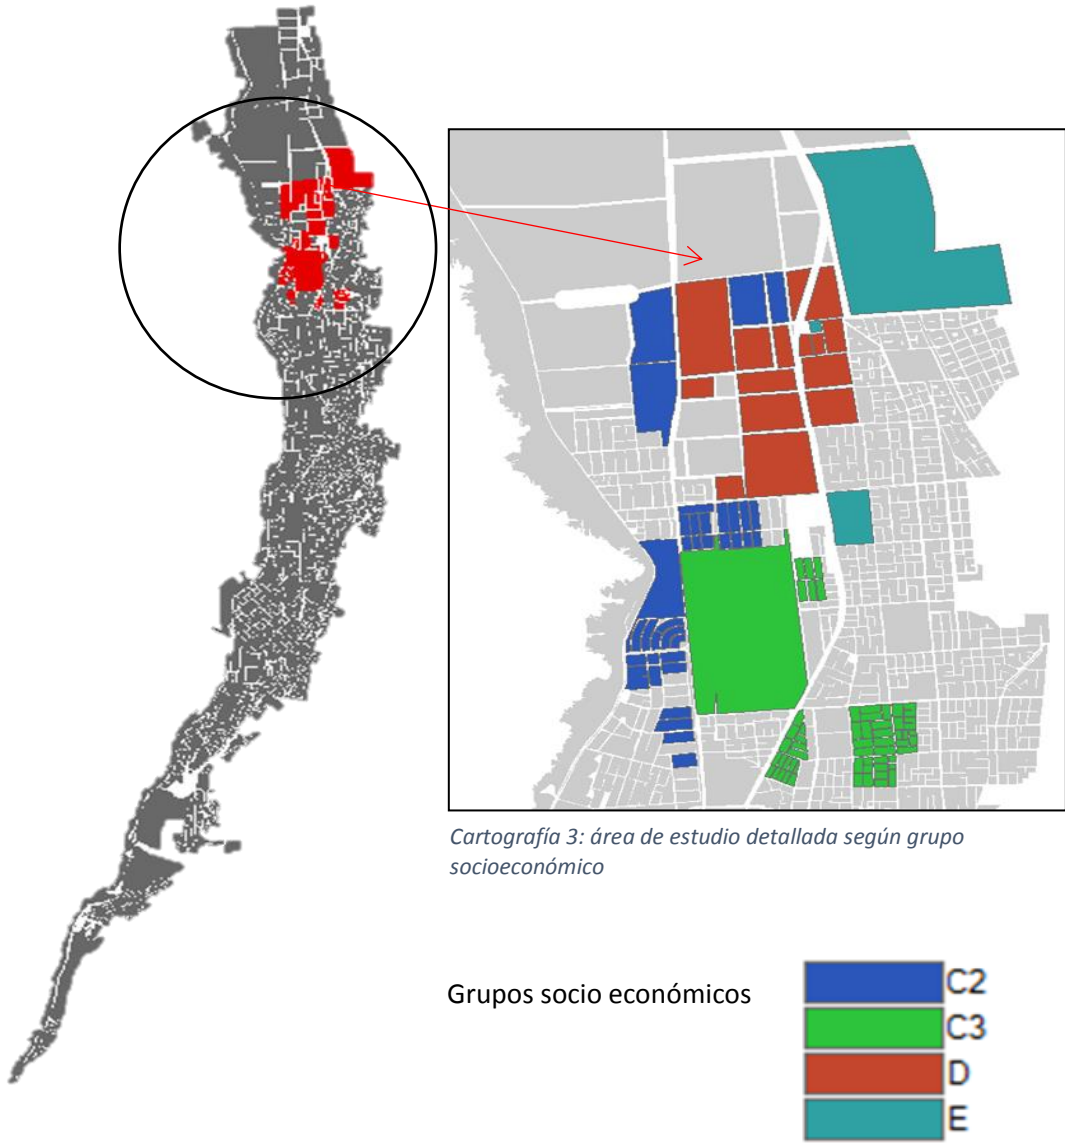 Cartografía 3: área de estudio detallada según grupo
socioeconómico
Grupos socio económicos
C2
C3
D
E